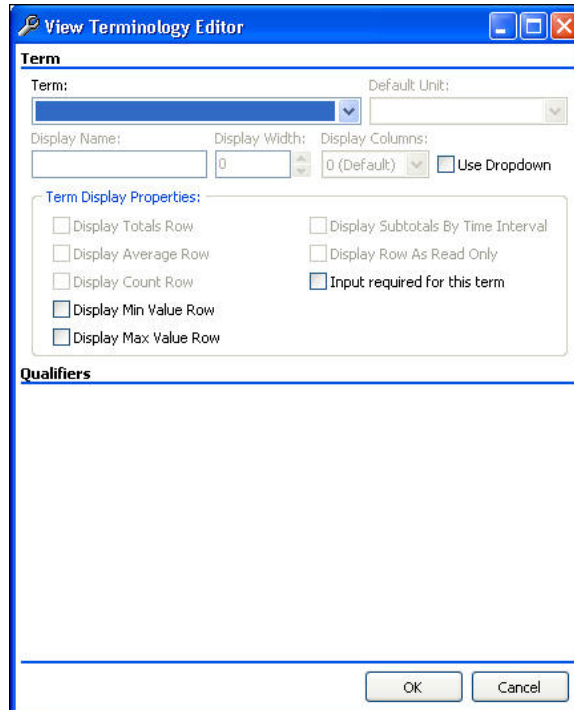 View Terminology Editor
Term
Term: Default Unit:
Display Name: Display Width: Display Columns:
0 0 (Default) Use Dropdown
Term Display Properties:
Display Totals Row Display Subtotals By Time Interval
Display Average Row Display Row As Read Only
Display Count Row Input required for this term
Display Min Value Row
Display Max Value Row
Qualifiers
OK Cancel